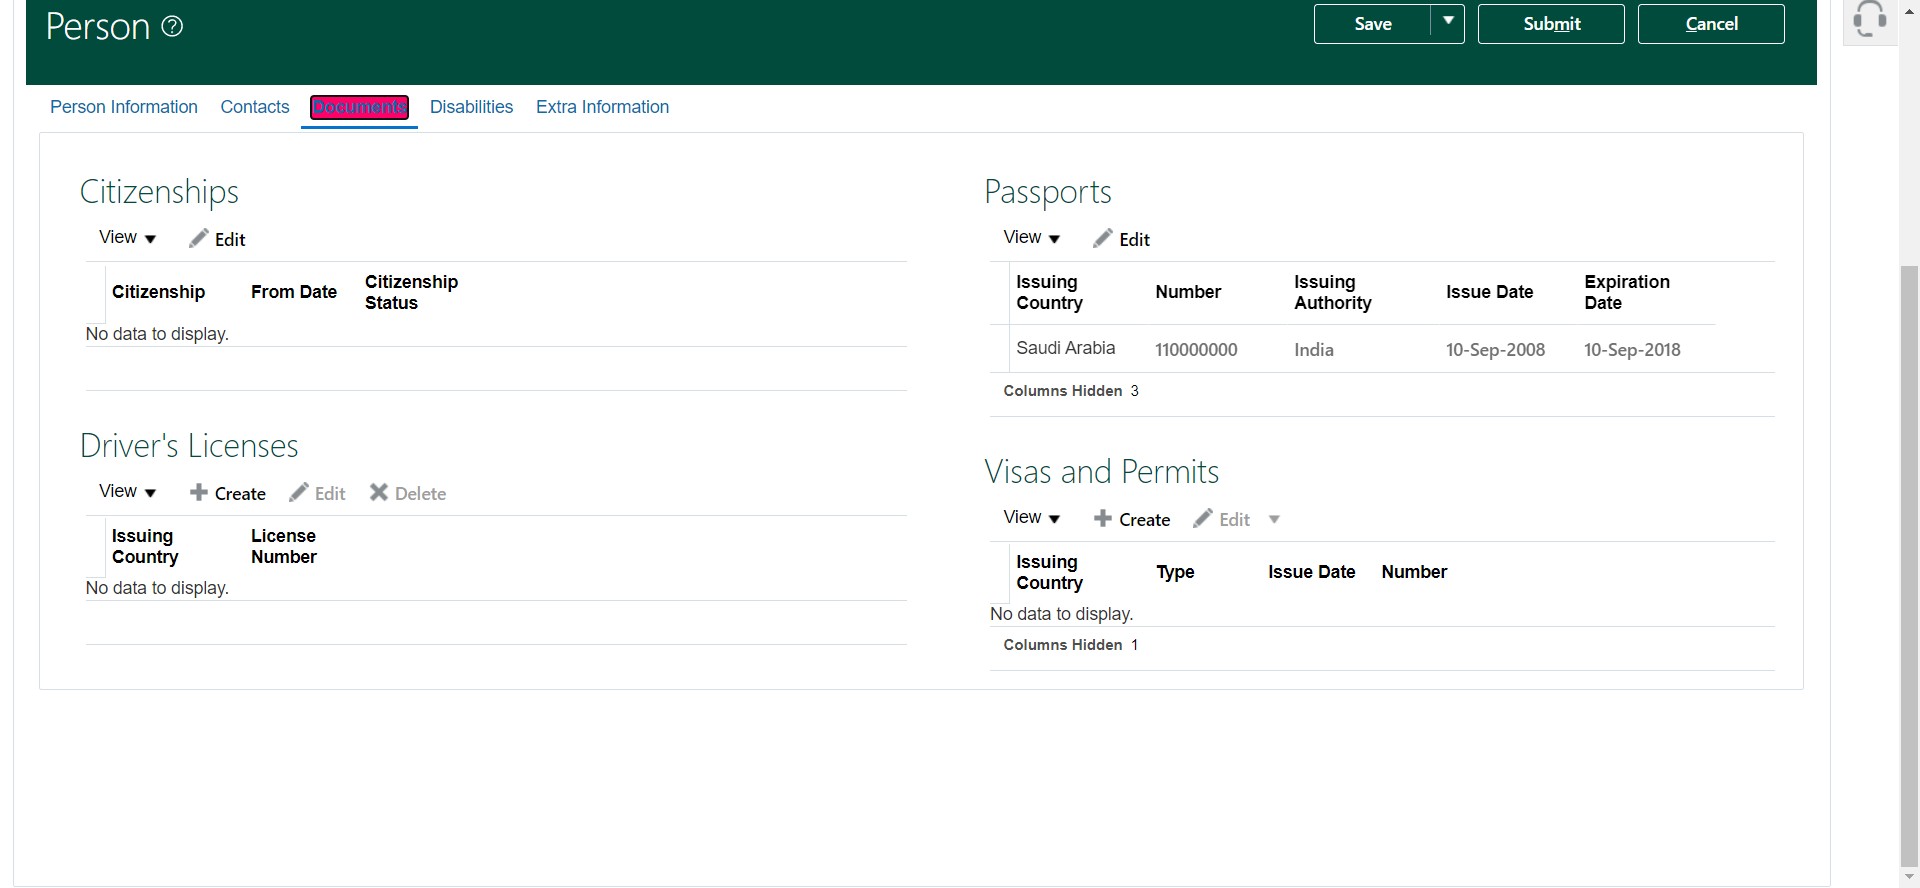 Person
Save
Submit
Cancel
Person Information
Contacts
Documents
Disabilities
Extra Information
Citizenships
View
Edit
Citizenship
From Date
Citizenship
Status
No data to display.
Driver's Licenses
View
Create
Edit
Delete
Issuing
Country
License
Number
No data to display.
Passports
View
Edit
Issuing
Country
Number
Issuing
Authority
Issue Date
Expiration
Date
Saudi Arabia
110000000
India
10-Sep-2008
10-Sep-2018
Columns Hidden 3
Visas and Permits
View
Create
Edit
Issuing
Country
Type
Issue Date
Number
No data to display.
Columns Hidden 1